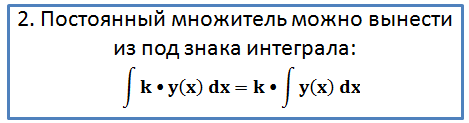 2. Постоянный множитель можно вынести
из под знака интеграла:
∫ k • y(x) dx = k • ∫ y(x) dx